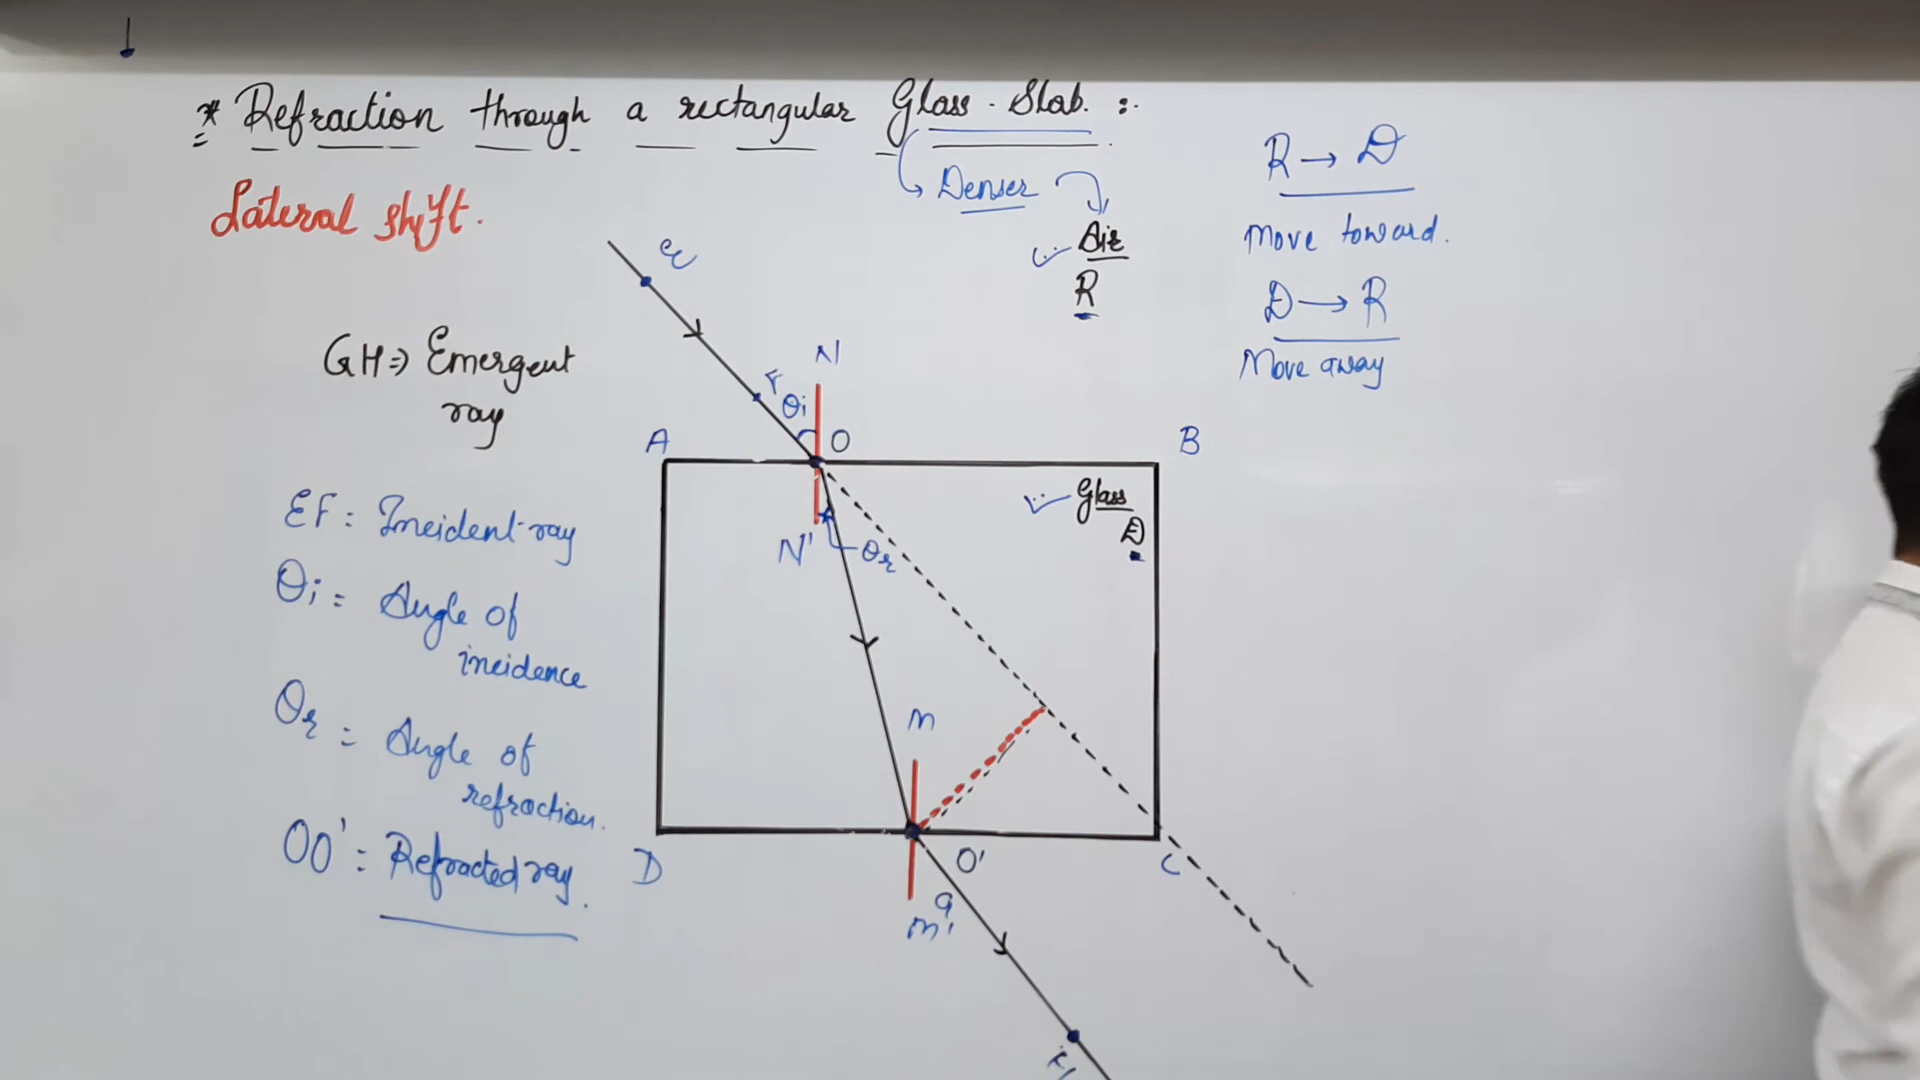 * Refraction through a rectangular Glass - Slab. :-
Lateral shift.
Denser
Air
R
R → D
Move toward.
D → R
Move away
GH ⇒ Emergent
ray
EF = Incident-ray
θi = Angle of
incidence
θr = Angle of
refraction.
OO' = Refracted ray.
E
F
θi
N
O
A
B
Glass
D
N'
θr
M
D
O'
C
G
M'
H